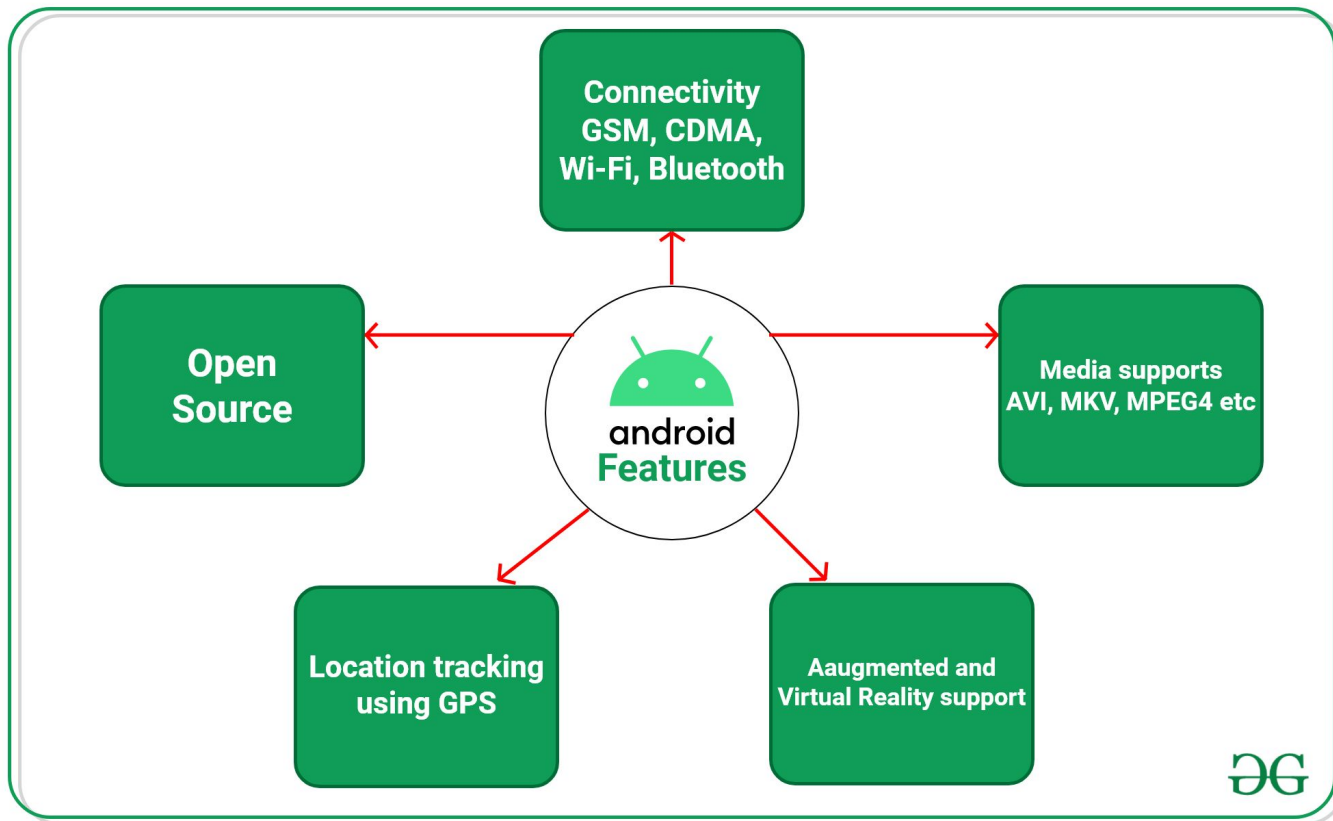 Connectivity
GSM, CDMA,
Wi-Fi, Bluetooth
Open
Source
android
Features
Media supports
AVI, MKV, MPEG4 etc
Location tracking
using GPS
Aaugmented and
Virtual Reality support